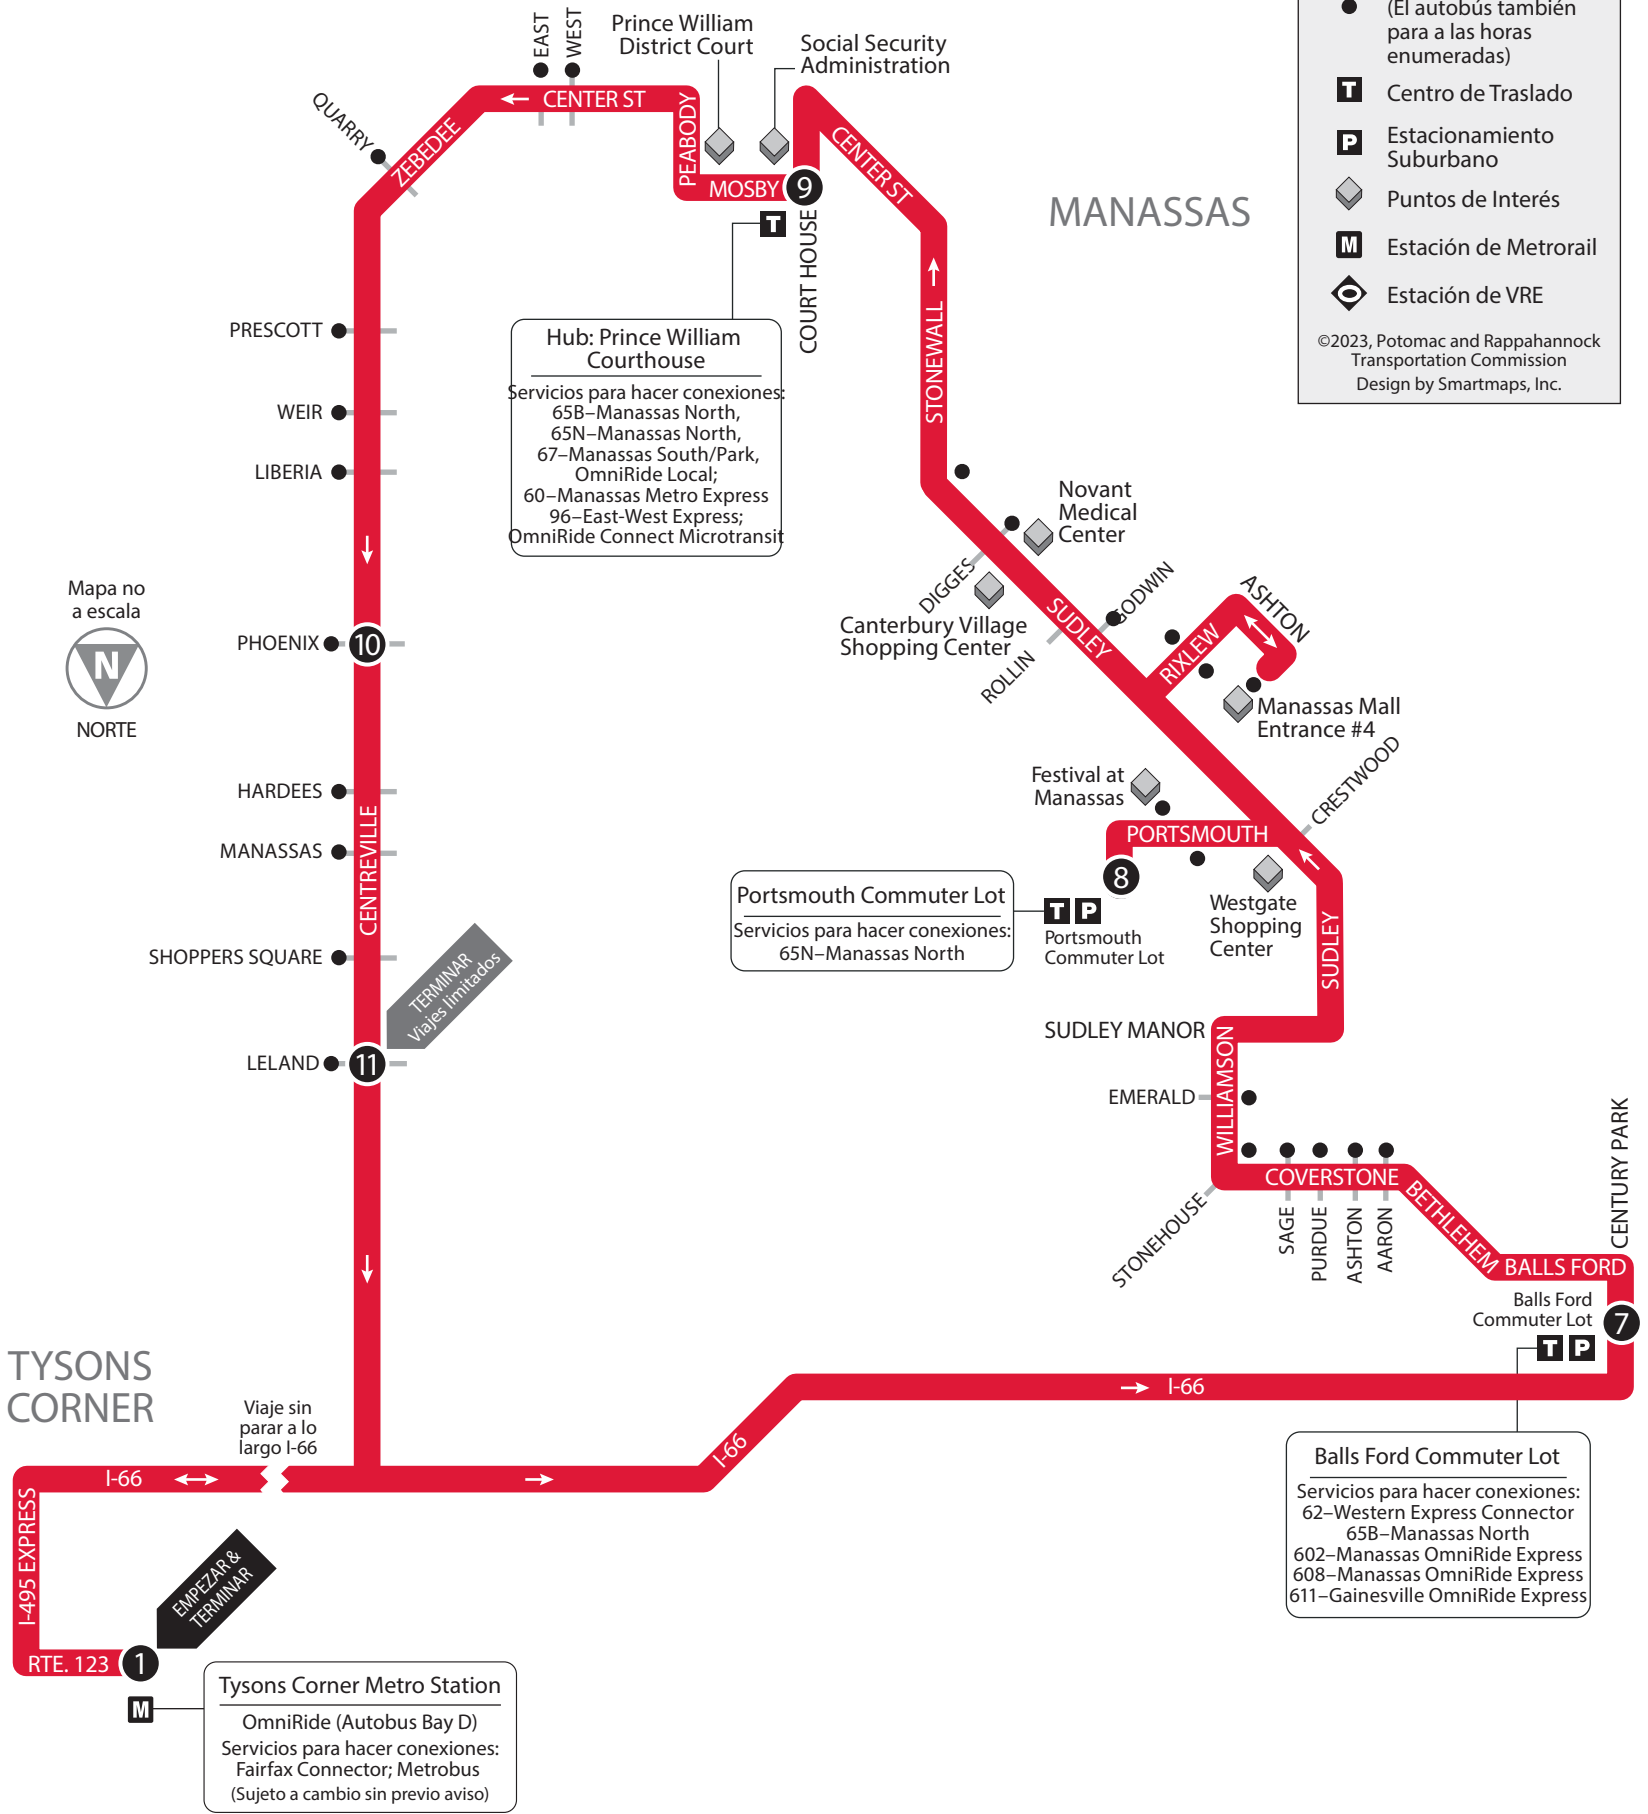 EAST
WEST
Prince William
District Court
Social Security
Administration
QUARRY
ZEBEDEE
CENTER ST
PEABODY
MOSBY
9
COURT HOUSE
T
CENTER ST
MANASSAS
(El autobús también
para a las horas
enumeradas)
T
Centro de Traslado
P
Estacionamiento
Suburbano
Puntos de Interés
M
Estación de Metrorail
Estación de VRE
©2023, Potomac and Rappahannock
Transportation Commission
Design by Smartmaps, Inc.
PRESCOTT
WEIR
LIBERIA
Hub: Prince William
Courthouse
Servicios para hacer conexiones:
65B–Manassas North,
65N–Manassas North,
67–Manassas South/Park,
OmniRide Local;
60–Manassas Metro Express
96–East-West Express;
OmniRide Connect Microtransit
STONEWALL
Novant
Medical
Center
DIGGES
Canterbury Village
Shopping Center
ROLLIN
SUDLEY
GODWIN
ASHTON
RIXLEW
Manassas Mall
Entrance #4
CRESTWOOD
Mapa no
a escala
N
NORTE
PHOENIX
10
HARDEES
MANASSAS
CENTREVILLE
SHOPPERS SQUARE
TERMINAR
Viajes limitados
LELAND
11
Festival at
Manassas
PORTSMOUTH
8
Portsmouth Commuter Lot
Servicios para hacer conexiones:
65N–Manassas North
T P
Portsmouth
Commuter Lot
Westgate
Shopping
Center
SUDLEY
SUDLEY MANOR
WILLIAMSON
EMERALD
COVERSTONE
STONEHOUSE
SAGE
PURDUE
ASHTON
AARON
BETHLEHEM
CENTURY PARK
BALLS FORD
Balls Ford
Commuter Lot
7
T P
TYSONS
CORNER
Viaje sin
parar a lo
largo I-66
I-66
I-66
I-66
I-495 EXPRESS
EMPEZAR &
TERMINAR
RTE. 123
1
M
Tysons Corner Metro Station
OmniRide (Autobus Bay D)
Servicios para hacer conexiones:
Fairfax Connector; Metrobus
(Sujeto a cambio sin previo aviso)
Balls Ford Commuter Lot
Servicios para hacer conexiones:
62–Western Express Connector
65B–Manassas North
602–Manassas OmniRide Express
608–Manassas OmniRide Express
611–Gainesville OmniRide Express